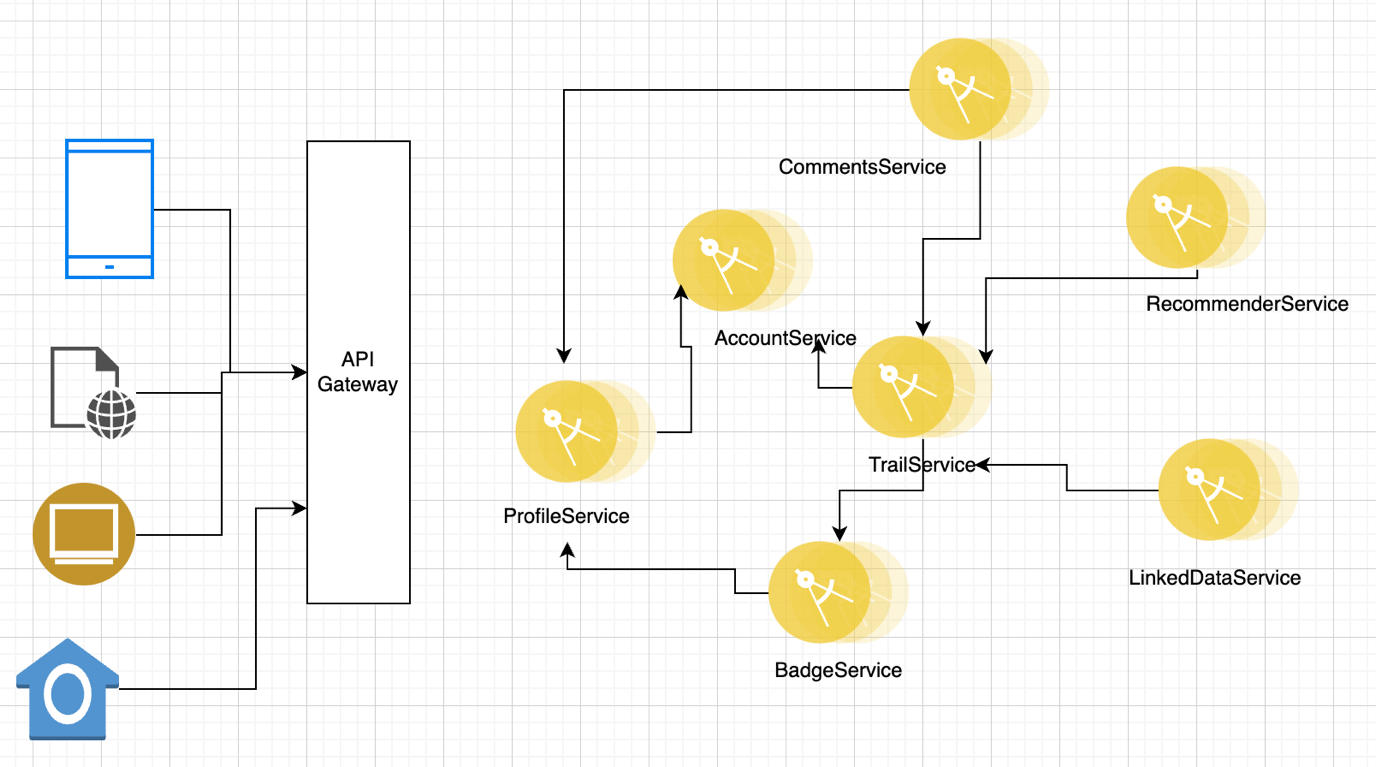 CommentsService
RecommenderService
AccountService
API
Gateway
TrailService
ProfileService
LinkedDataService
BadgeService